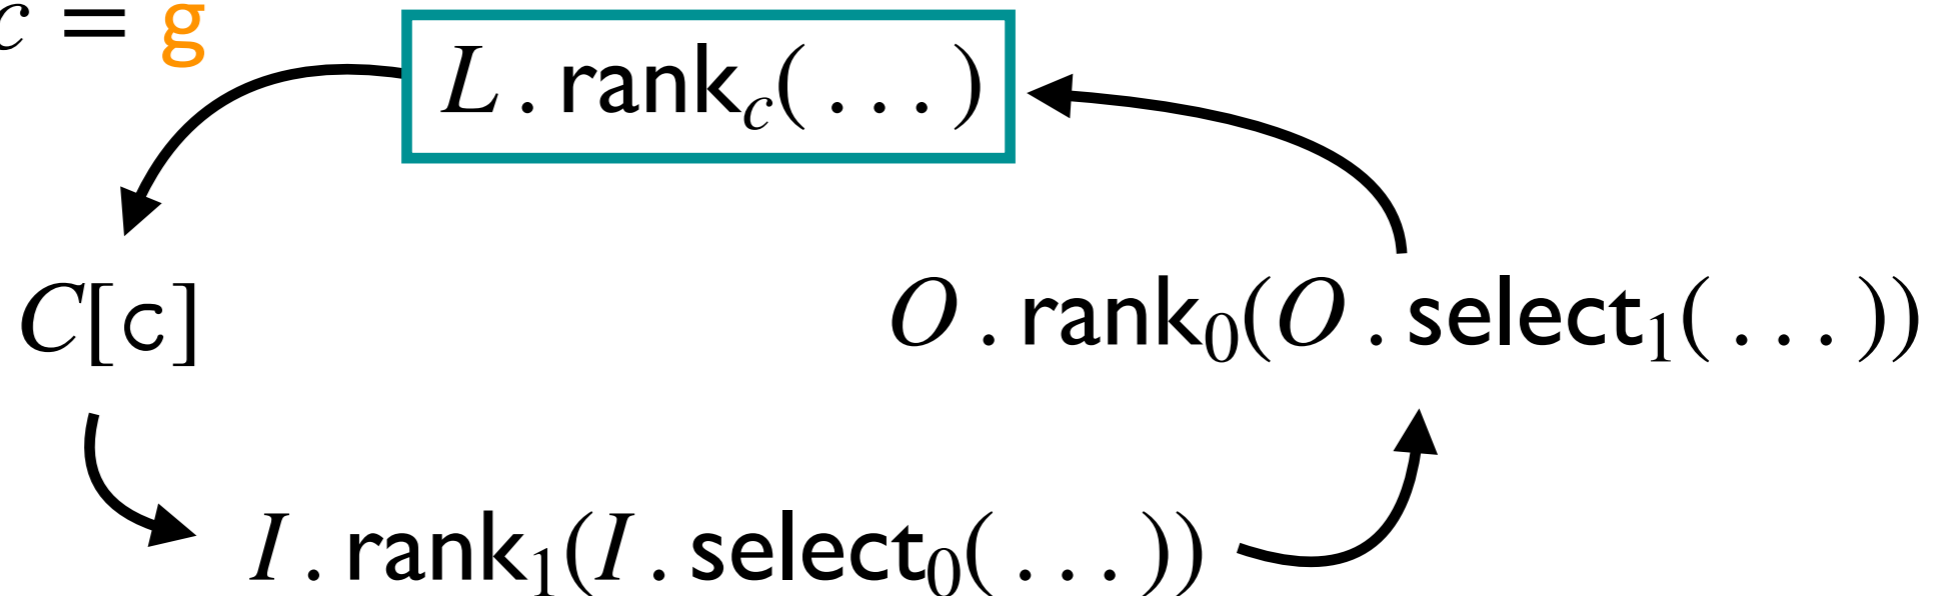 c = g
L . rank_c(. . .)
C[c]
O . rank_0(O . select_1(. . .))
I . rank_1(I . select_0(. . .))